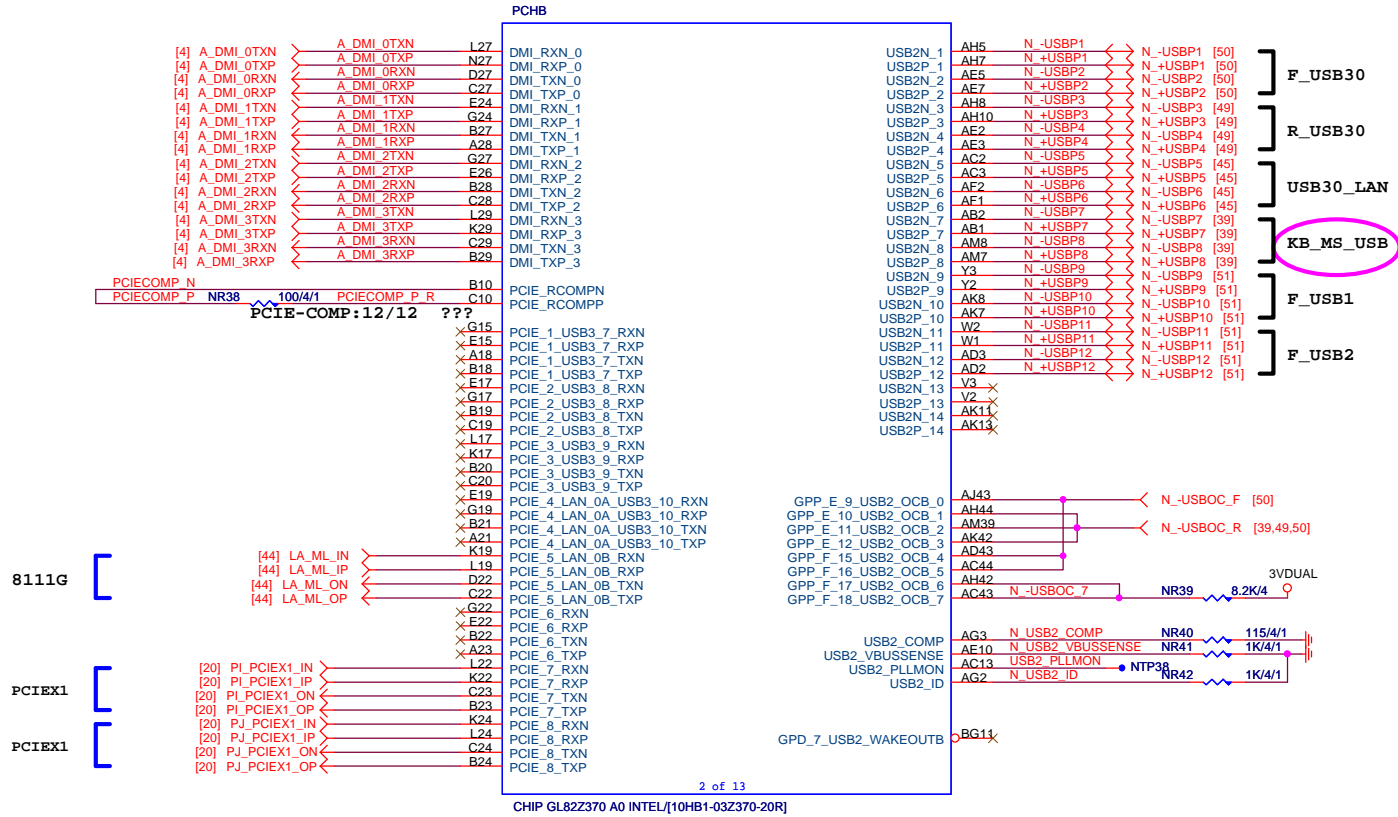 PCHB
[4] A_DMI_0TXN A_DMI_0TXN L27 DMI_RXN_0
[4] A_DMI_0TXP A_DMI_0TXP N27 DMI_RXP_0
[4] A_DMI_0RXN A_DMI_0RXN D27 DMI_TXN_0
[4] A_DMI_0RXP A_DMI_0RXP C27 DMI_TXP_0
[4] A_DMI_1TXN A_DMI_1TXN E24 DMI_RXN_1
[4] A_DMI_1TXP A_DMI_1TXP G24 DMI_RXP_1
[4] A_DMI_1RXN A_DMI_1RXN B27 DMI_TXN_1
[4] A_DMI_1RXP A_DMI_1RXP A28 DMI_TXP_1
[4] A_DMI_2TXN A_DMI_2TXN G27 DMI_RXN_2
[4] A_DMI_2TXP A_DMI_2TXP E26 DMI_RXP_2
[4] A_DMI_2RXN A_DMI_2RXN B28 DMI_TXN_2
[4] A_DMI_2RXP A_DMI_2RXP C28 DMI_TXP_2
[4] A_DMI_3TXN A_DMI_3TXN L29 DMI_RXN_3
[4] A_DMI_3TXP A_DMI_3TXP K29 DMI_RXP_3
[4] A_DMI_3RXN A_DMI_3RXN C29 DMI_TXN_3
[4] A_DMI_3RXP A_DMI_3RXP B29 DMI_TXP_3
PCIECOMP_N B10 PCIE_RCOMPN
PCIECOMP_P NR38 100/4/1 PCIECOMP_P_R C10 PCIE_RCOMPP
PCIE-COMP:12/12 ???
G15 PCIE_1_USB3_7_RXN
E15 PCIE_1_USB3_7_RXP
A18 PCIE_1_USB3_7_TXN
B18 PCIE_1_USB3_7_TXP
E17 PCIE_2_USB3_8_RXN
G17 PCIE_2_USB3_8_RXP
B19 PCIE_2_USB3_8_TXN
C19 PCIE_2_USB3_8_TXP
L17 PCIE_3_USB3_9_RXN
K17 PCIE_3_USB3_9_RXP
B20 PCIE_3_USB3_9_TXN
C20 PCIE_3_USB3_9_TXP
E19 PCIE_4_LAN_0A_USB3_10_RXN
G19 PCIE_4_LAN_0A_USB3_10_RXP
B21 PCIE_4_LAN_0A_USB3_10_TXN
A21 PCIE_4_LAN_0A_USB3_10_TXP
8111G
[44] LA_ML_IN K19 PCIE_5_LAN_0B_RXN
[44] LA_ML_IP L19 PCIE_5_LAN_0B_RXP
[44] LA_ML_ON D22 PCIE_5_LAN_0B_TXN
[44] LA_ML_OP C22 PCIE_5_LAN_0B_TXP
G22 PCIE_6_RXN
E22 PCIE_6_RXP
B22 PCIE_6_TXN
A23 PCIE_6_TXP
PCIEX1
[20] PI_PCIEX1_IN L22 PCIE_7_RXN
[20] PI_PCIEX1_IP K22 PCIE_7_RXP
[20] PI_PCIEX1_ON C23 PCIE_7_TXN
[20] PI_PCIEX1_OP B23 PCIE_7_TXP
PCIEX1
[20] PJ_PCIEX1_IN K24 PCIE_8_RXN
[20] PJ_PCIEX1_IP L24 PCIE_8_RXP
[20] PJ_PCIEX1_ON C24 PCIE_8_TXN
[20] PJ_PCIEX1_OP B24 PCIE_8_TXP
USB2N_1 AH5 N_-USBP1 N_-USBP1 [50]
USB2P_1 AH7 N_+USBP1 N_+USBP1 [50]
USB2N_2 AE5 N_-USBP2 N_-USBP2 [50]
USB2P_2 AE7 N_+USBP2 N_+USBP2 [50]
F_USB30
USB2N_3 AH8 N_-USBP3 N_-USBP3 [49]
USB2P_3 AH10 N_+USBP3 N_+USBP3 [49]
USB2N_4 AE2 N_-USBP4 N_-USBP4 [49]
USB2P_4 AE3 N_+USBP4 N_+USBP4 [49]
R_USB30
USB2N_5 AC2 N_-USBP5 N_-USBP5 [45]
USB2P_5 AC3 N_+USBP5 N_+USBP5 [45]
USB2N_6 AF2 N_-USBP6 N_-USBP6 [45]
USB2P_6 AF1 N_+USBP6 N_+USBP6 [45]
USB30_LAN
USB2N_7 AB2 N_-USBP7 N_-USBP7 [39]
USB2P_7 AB1 N_+USBP7 N_+USBP7 [39]
USB2N_8 AM8 N_-USBP8 N_-USBP8 [39]
USB2P_8 AM7 N_+USBP8 N_+USBP8 [39]
KB_MS_USB
USB2N_9 Y3 N_-USBP9 N_-USBP9 [51]
USB2P_9 Y2 N_+USBP9 N_+USBP9 [51]
USB2N_10 AK8 N_-USBP10 N_-USBP10 [51]
USB2P_10 AK7 N_+USBP10 N_+USBP10 [51]
F_USB1
USB2N_11 W2 N_-USBP11 N_-USBP11 [51]
USB2P_11 W1 N_+USBP11 N_+USBP11 [51]
USB2N_12 AD3 N_-USBP12 N_-USBP12 [51]
USB2P_12 AD2 N_+USBP12 N_+USBP12 [51]
F_USB2
USB2N_13 V3
USB2P_13 V2
USB2N_14 AK11
USB2P_14 AK13
GPP_E_9_USB2_OCB_0 AJ43 N_-USBOC_F [50]
GPP_E_10_USB2_OCB_1 AH44
GPP_E_11_USB2_OCB_2 AM39 N_-USBOC_R [39,49,50]
GPP_E_12_USB2_OCB_3 AK42
GPP_F_15_USB2_OCB_4 AD43
GPP_F_16_USB2_OCB_5 AC44
GPP_F_17_USB2_OCB_6 AH42
3VDUAL
GPP_F_18_USB2_OCB_7 AC43 N_-USBOC_7 NR39 8.2K/4
USB2_COMP AG3 N_USB2_COMP NR40 115/4/1
USB2_VBUSSENSE AE10 N_USB2_VBUSSENSE NR41 1K/4/1
USB2_PLLMON AC13 USB2_PLLMON NTP38
USB2_ID AG2 N_USB2_ID NR42 1K/4/1
GPD_7_USB2_WAKEOUTB BG11
2 of 13
CHIP GL82Z370 A0 INTEL/[10HB1-03Z370-20R]